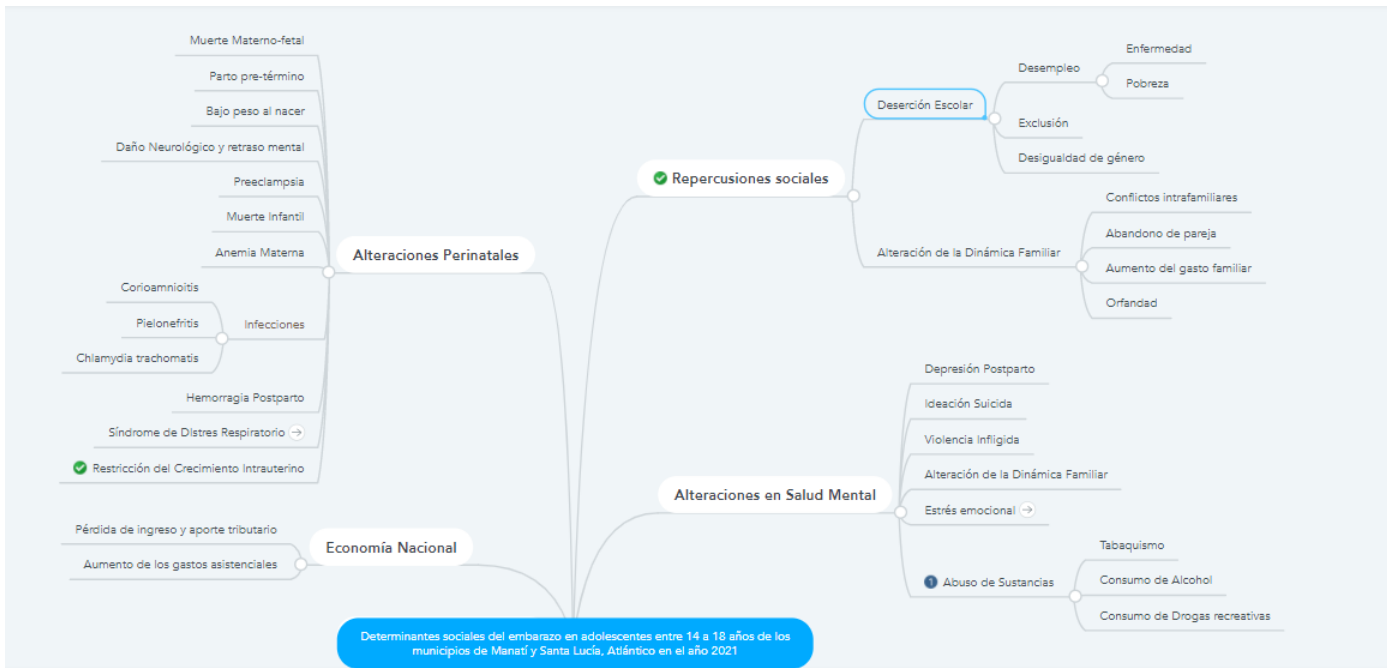 Muerte Materno-fetal
Parto pre-término
Bajo peso al nacer
Daño Neurológico y retraso mental
Preeclampsia
Muerte Infantil
Anemia Materna
Alteraciones Perinatales
Corioamnioitis
Pielonefritis
Chlamydia trachomatis
Infecciones
Hemorragia Postparto
Síndrome de DIstres Respiratorio
Restricción del Crecimiento Intrauterino
Pérdida de ingreso y aporte tributario
Aumento de los gastos asistenciales
Economía Nacional
Repercusiones sociales
Deserción Escolar
Desempleo
Enfermedad
Pobreza
Exclusión
Desigualdad de género
Alteración de la Dinámica Familiar
Conflictos intrafamiliares
Abandono de pareja
Aumento del gasto familiar
Orfandad
Alteraciones en Salud Mental
Depresión Postparto
Ideación Suicida
Violencia Infligida
Alteración de la Dinámica Familiar
Estrés emocional
1 Abuso de Sustancias
Tabaquismo
Consumo de Alcohol
Consumo de Drogas recreativas
Determinantes sociales del embarazo en adolescentes entre 14 a 18 años de los
municipios de Manatí y Santa Lucía, Atlántico en el año 2021